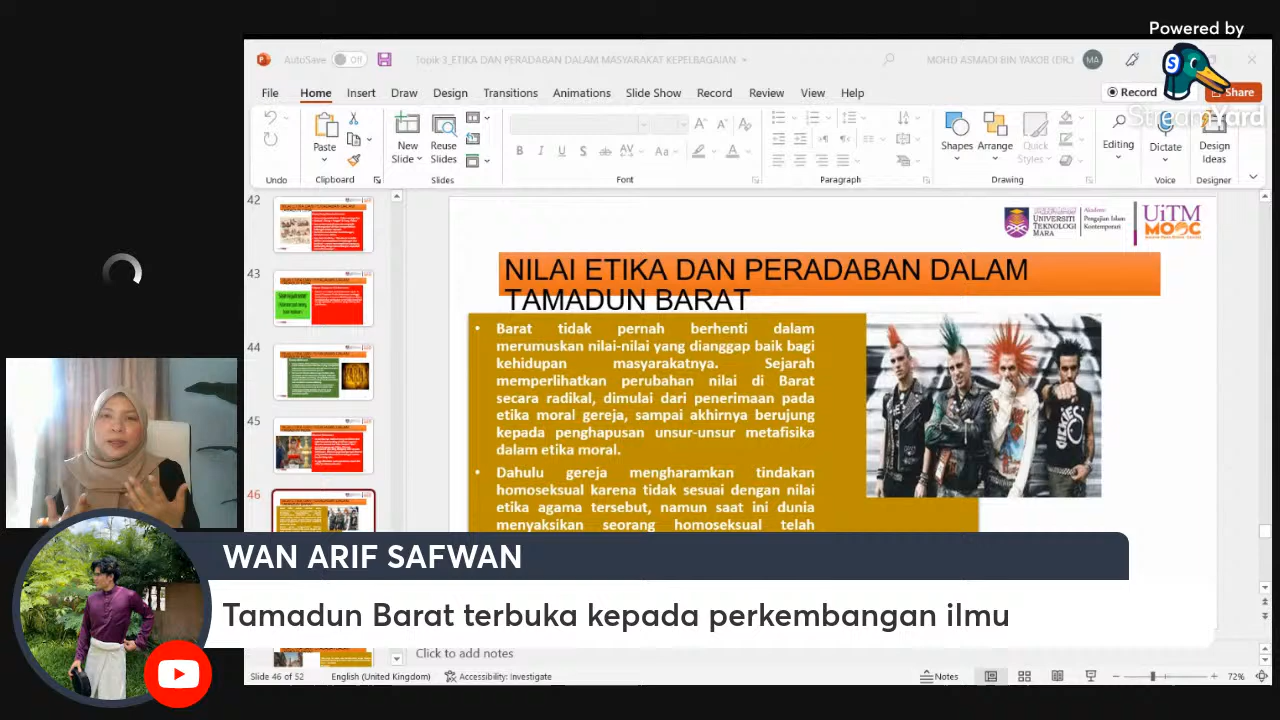 Powered by
StreamYard
AutoSave
Off
Topik 3_ETIKA DAN PERADABAN DALAM MASYARAKAT KEPELBAGAIAN
MOHD ASMADI BIN YAKOB (DR.)
MA
File Home Insert Draw Design Transitions Animations Slide Show Record Review View Help
Record
Share
Paste
New Slide
Reuse Slides
Shapes
Arrange
Quick Styles
Editing
Dictate
Design Ideas
Undo
Clipboard
Slides
Font
Paragraph
Drawing
Voice
Designer
42
43
44
45
46
UNIVERSITI
TEKNOLOGI
MARA
Akademi
Pengajian Islam
Kontemporari
UiTM
MOOC
NILAI ETIKA DAN PERADABAN DALAM
TAMADUN BARAT
• Barat tidak pernah berhenti dalam
merumuskan nilai-nilai yang dianggap baik bagi
kehidupan masyarakatnya. Sejarah
memperlihatkan perubahan nilai di Barat
secara radikal, dimulai dari penerimaan pada
etika moral gereja, sampai akhirnya berujung
kepada penghapusan unsur-unsur metafisika
dalam etika moral.
• Dahulu gereja mengharamkan tindakan
homoseksual karena tidak sesuai dengan nilai
etika agama tersebut, namun saat ini dunia
menyaksikan seorang homoseksual telah
WAN ARIF SAFWAN
Tamadun Barat terbuka kepada perkembangan ilmu
Click to add notes
Slide 46 of 52
English (United Kingdom)
Accessibility: Investigate
Notes
72%